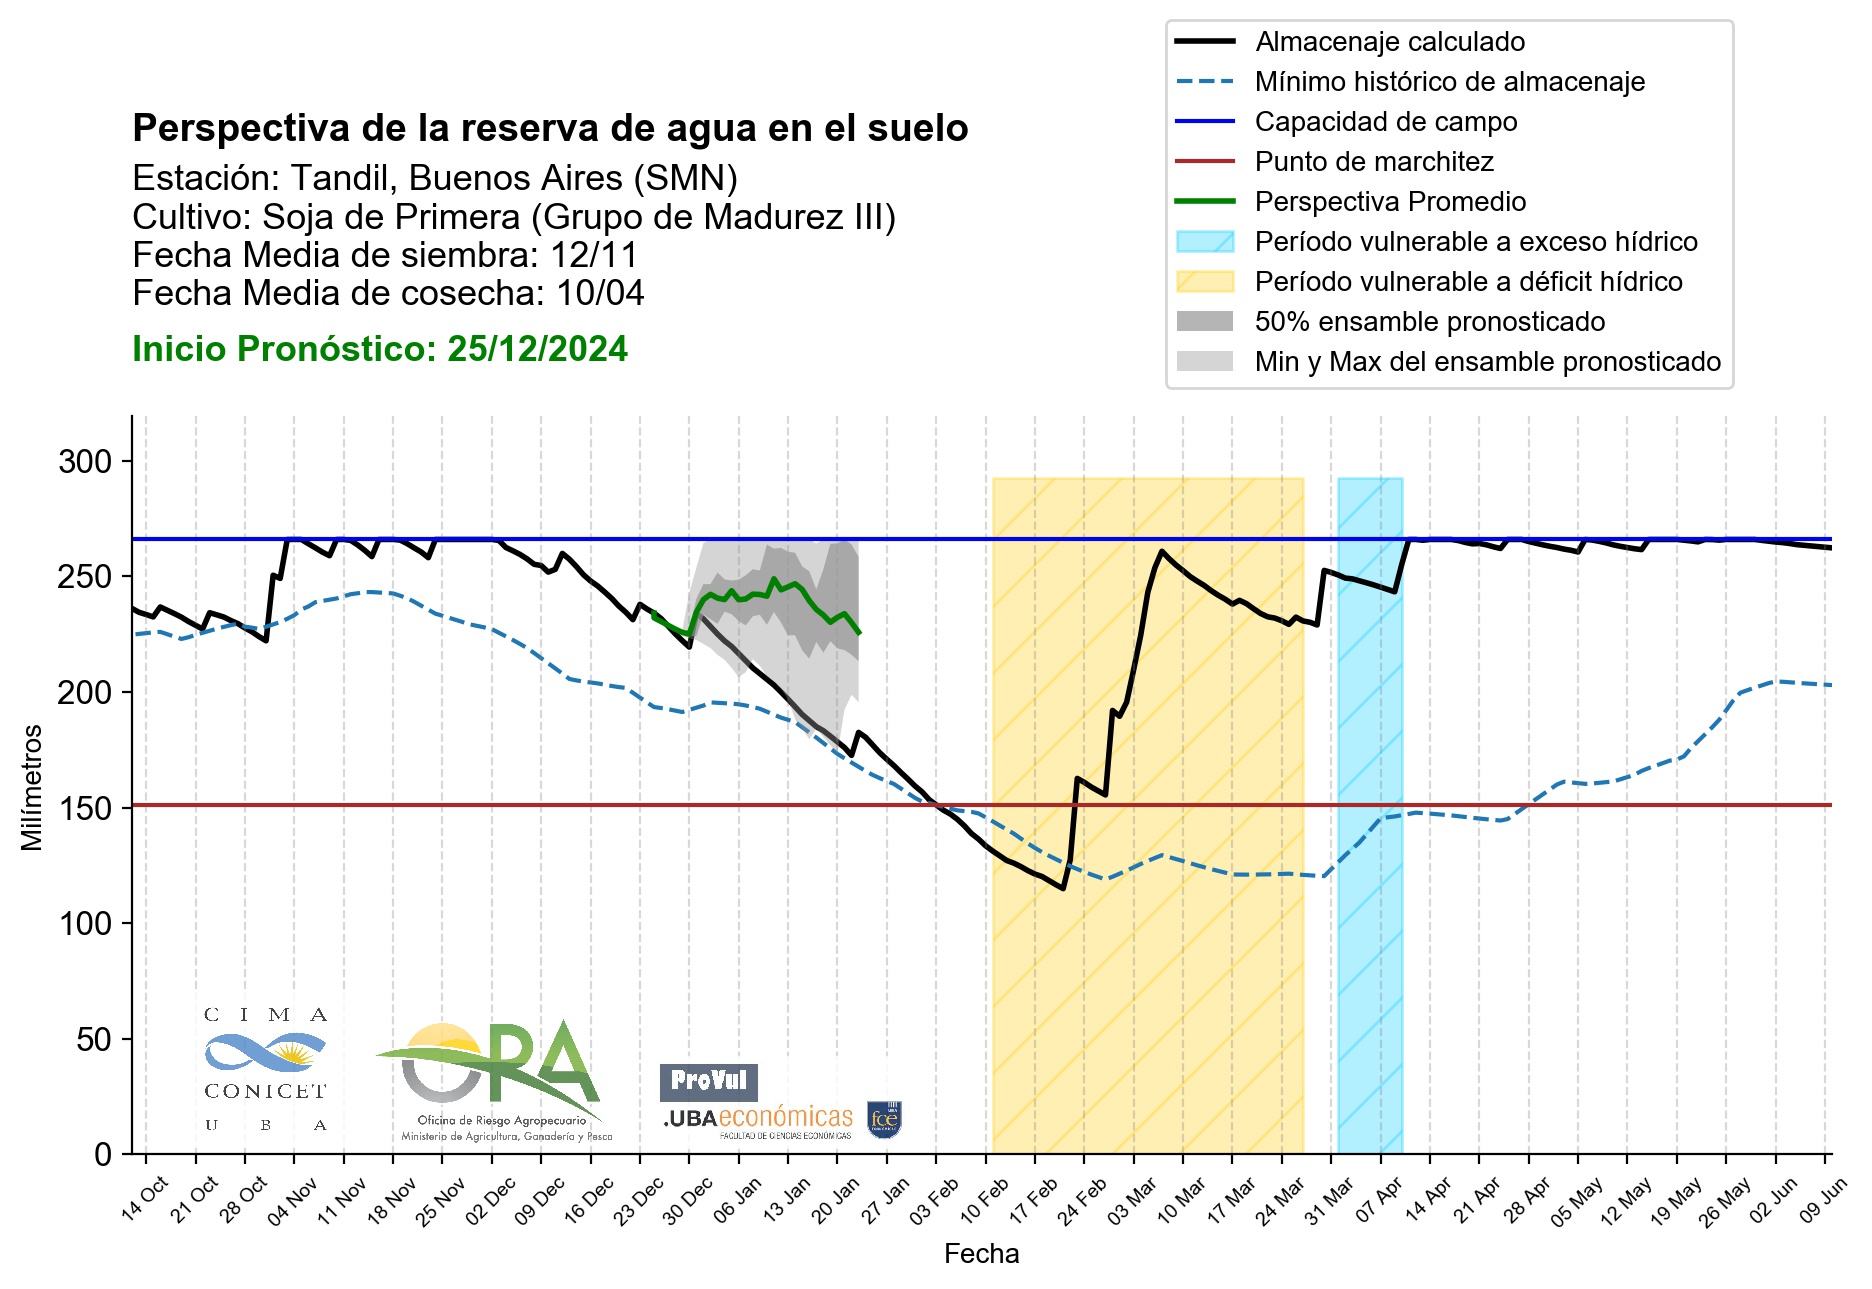 Almacenaje calculado
Mínimo histórico de almacenaje
Capacidad de campo
Punto de marchitez
Perspectiva Promedio
Período vulnerable a exceso hídrico
Período vulnerable a déficit hídrico
50% ensamble pronosticado
Min y Max del ensamble pronosticado
Perspectiva de la reserva de agua en el suelo
Estación: Tandil, Buenos Aires (SMN)
Cultivo: Soja de Primera (Grupo de Madurez III)
Fecha Media de siembra: 12/11
Fecha Media de cosecha: 10/04
Inicio Pronóstico: 25/12/2024
300
250
200
150
100
50
0
Milímetros
CIMA
CONICET
UBA
ORA
Oficina de Riesgo Agropecuario
Ministerio de Agricultura, Ganadería y Pesca
ProVul
.UBAeconómicas
FACULTAD DE CIENCIAS ECONÓMICAS
UBA
fce
14 Oct
21 Oct
28 Oct
04 Nov
11 Nov
18 Nov
25 Nov
02 Dec
09 Dec
16 Dec
23 Dec
30 Dec
06 Jan
13 Jan
20 Jan
27 Jan
03 Feb
10 Feb
17 Feb
24 Feb
03 Mar
10 Mar
17 Mar
24 Mar
31 Mar
07 Apr
14 Apr
21 Apr
28 Apr
05 May
12 May
19 May
26 May
02 Jun
09 Jun
Fecha